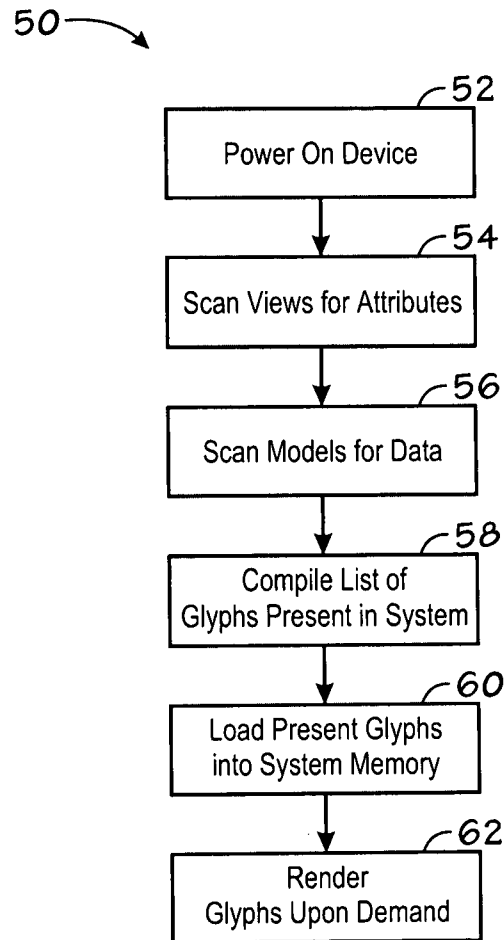 50
52
Power On Device
54
Scan Views for Attributes
56
Scan Models for Data
58
Compile List of
Glyphs Present in System
60
Load Present Glyphs
into System Memory
62
Render
Glyphs Upon Demand